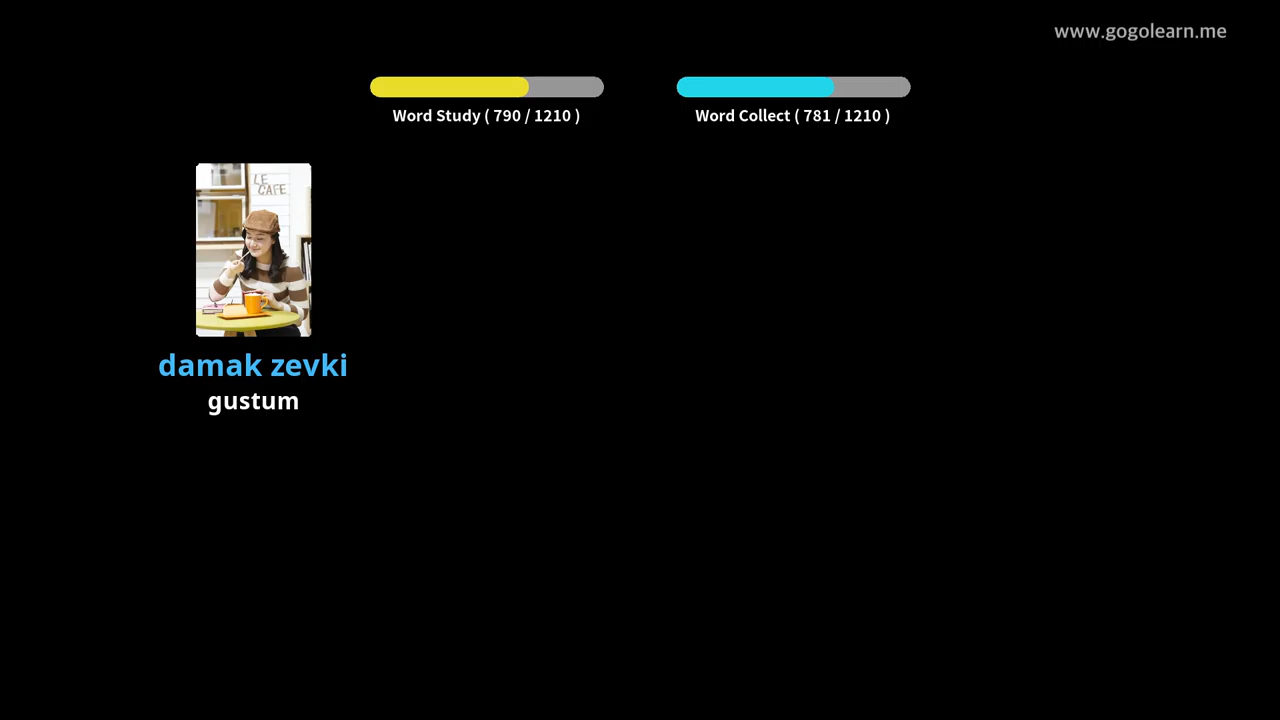 www.gogolearn.me
Word Study ( 790 / 1210 )
Word Collect ( 781 / 1210 )
LE
CAFE
damak zevki
gustum